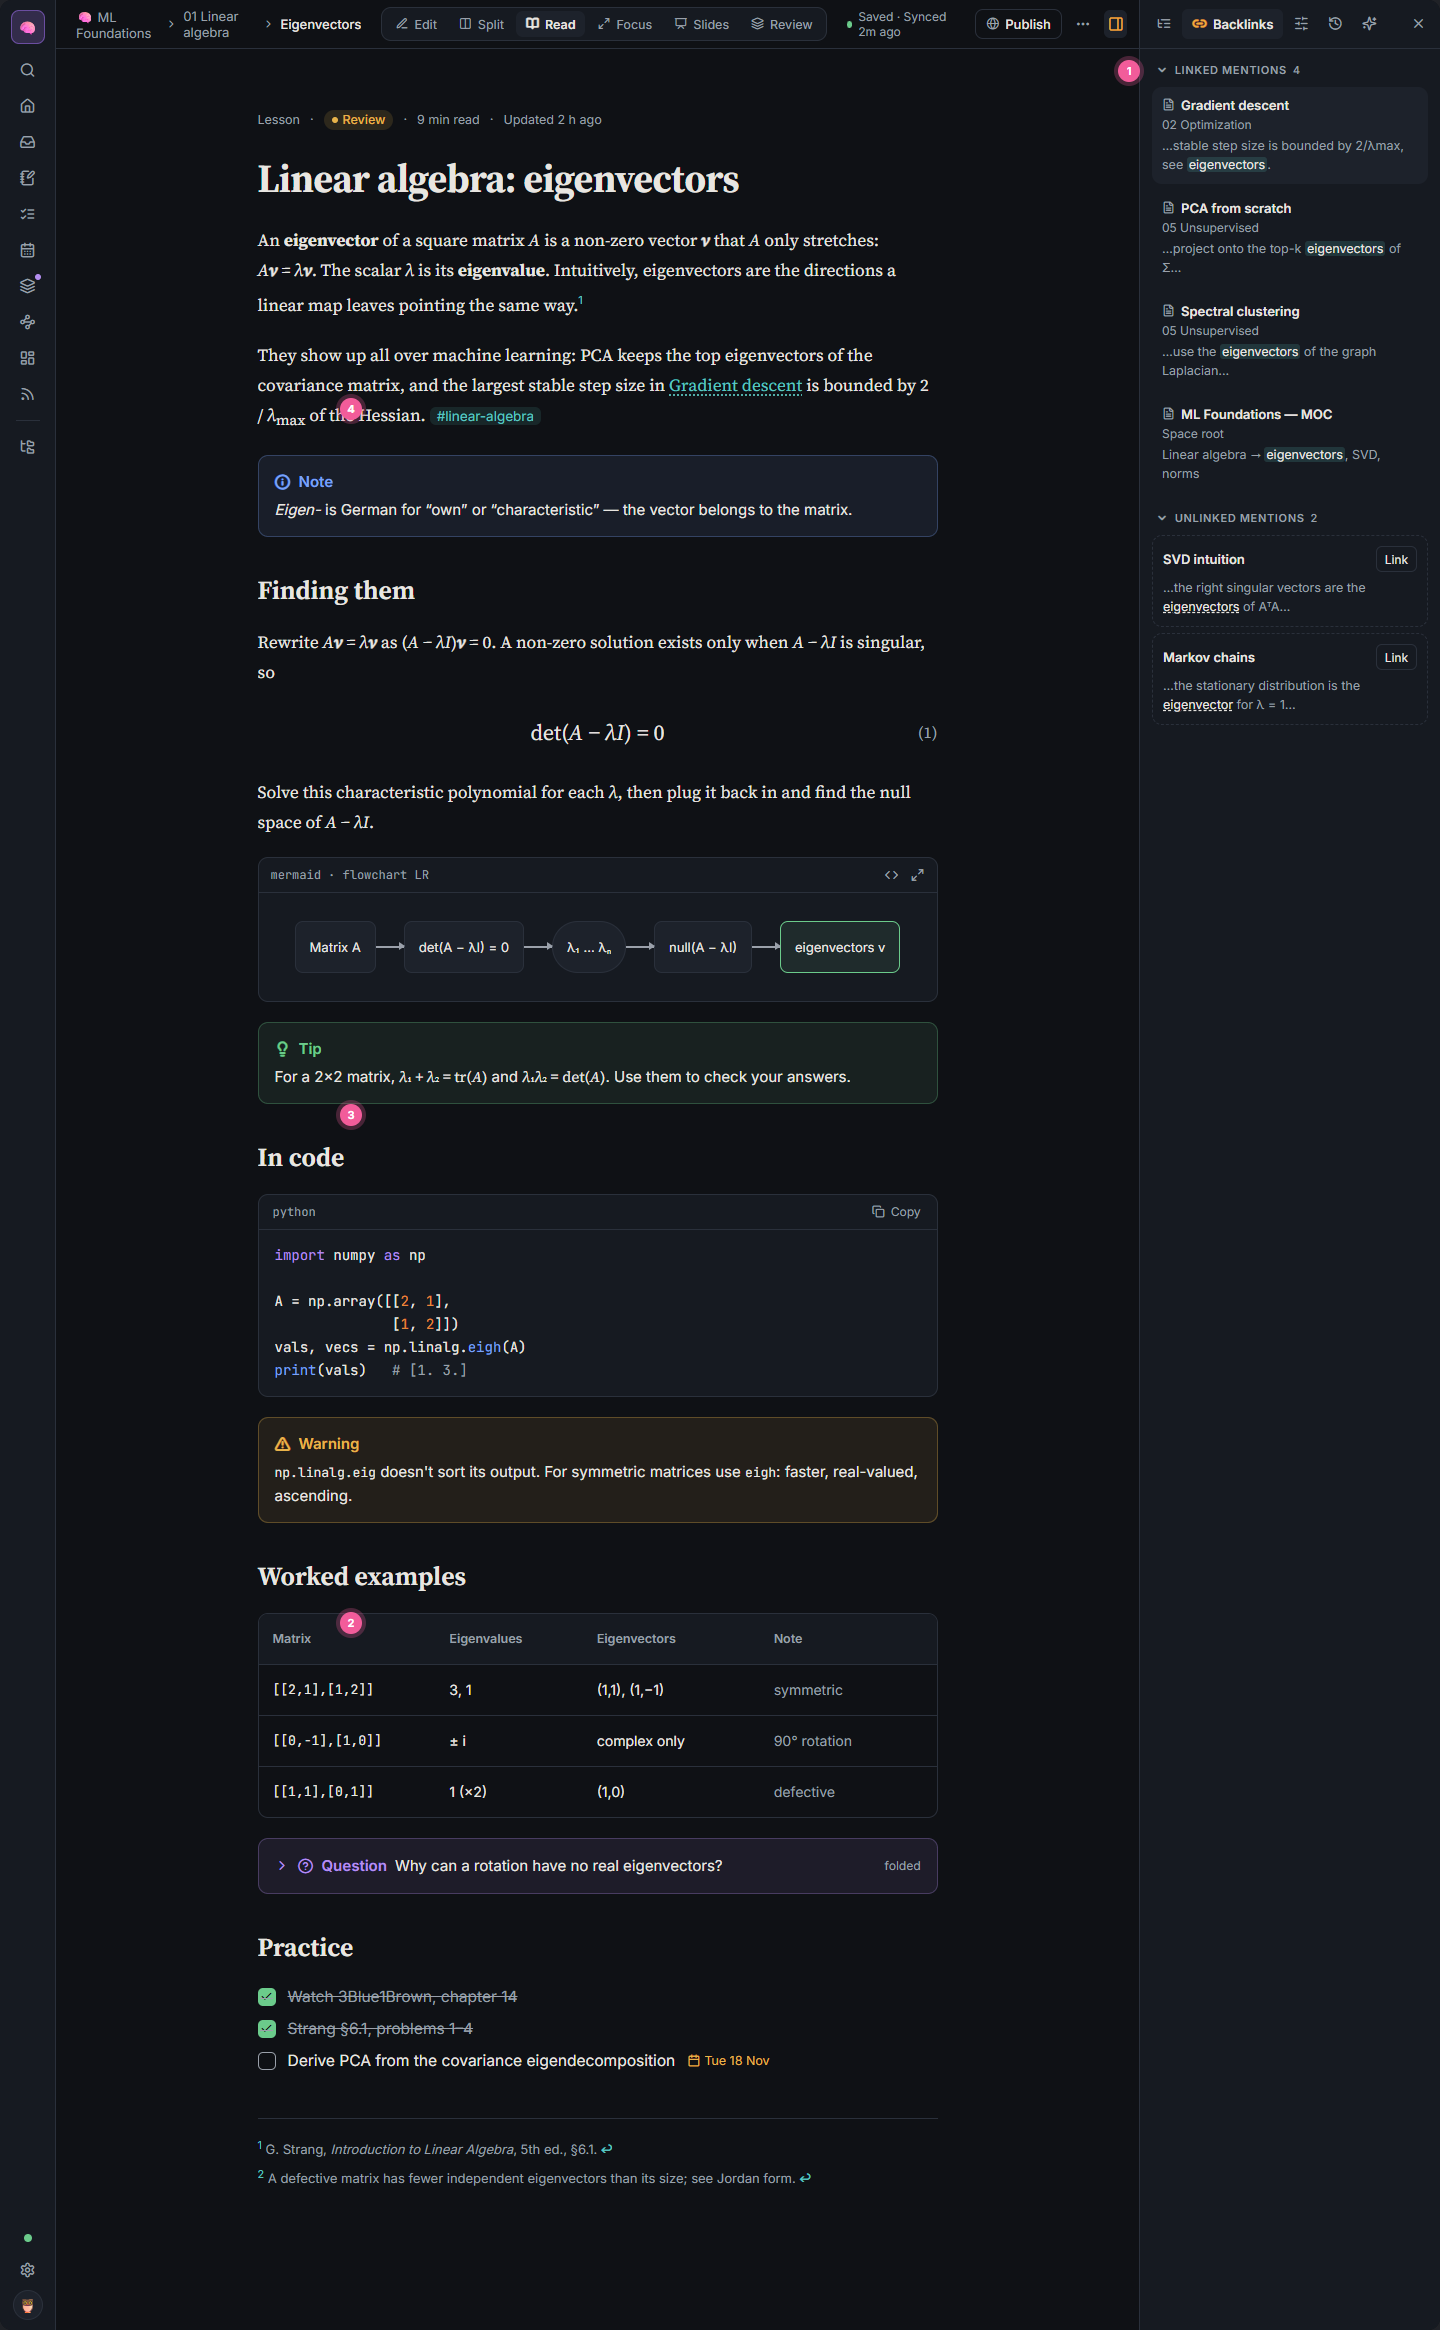 ML Foundations
01 Linear algebra
Eigenvectors
Edit
Split
Read
Focus
Slides
Review
Saved · Synced 2m ago
Publish
Backlinks
Lesson · Review · 9 min read · Updated 2 h ago
Linear algebra: eigenvectors
An eigenvector of a square matrix A is a non-zero vector v that A only stretches:
Av = λv. The scalar λ is its eigenvalue. Intuitively, eigenvectors are the directions a
linear map leaves pointing the same way.1
They show up all over machine learning: PCA keeps the top eigenvectors of the
covariance matrix, and the largest stable step size in Gradient descent is bounded by 2
/ λmax of the Hessian. #linear-algebra
4
Note
Eigen- is German for “own” or “characteristic” — the vector belongs to the matrix.
Finding them
Rewrite Av = λv as (A − λI)v = 0. A non-zero solution exists only when A − λI is singular,
so
det(A − λI) = 0 (1)
Solve this characteristic polynomial for each λ, then plug it back in and find the null
space of A − λI.
mermaid · flowchart LR
Matrix A
det(A − λI) = 0
λ₁ … λₙ
null(A − λI)
eigenvectors v
Tip
For a 2×2 matrix, λ₁ + λ₂ = tr(A) and λ₁λ₂ = det(A). Use them to check your answers.
3
In code
python
Copy
import numpy as np
A = np.array([[2, 1],
[1, 2]])
vals, vecs = np.linalg.eigh(A)
print(vals) # [1. 3.]
Warning
np.linalg.eig doesn't sort its output. For symmetric matrices use eigh: faster, real-valued,
ascending.
Worked examples
2
Matrix Eigenvalues Eigenvectors Note
[[2,1],[1,2]] 3, 1 (1,1), (1,−1) symmetric
[[0,-1],[1,0]] ± i complex only 90° rotation
[[1,1],[0,1]] 1 (×2) (1,0) defective
Question Why can a rotation have no real eigenvectors? folded
Practice
Watch 3Blue1Brown, chapter 14
Strang §6.1, problems 1–4
Derive PCA from the covariance eigendecomposition Tue 18 Nov
1 G. Strang, Introduction to Linear Algebra, 5th ed., §6.1. ↩
2 A defective matrix has fewer independent eigenvectors than its size; see Jordan form. ↩
1
LINKED MENTIONS 4
Gradient descent
02 Optimization
…stable step size is bounded by 2/λmax,
see eigenvectors.
PCA from scratch
05 Unsupervised
…project onto the top-k eigenvectors of
Σ…
Spectral clustering
05 Unsupervised
…use the eigenvectors of the graph
Laplacian…
ML Foundations — MOC
Space root
Linear algebra → eigenvectors, SVD,
norms
UNLINKED MENTIONS 2
SVD intuition
Link
…the right singular vectors are the
eigenvectors of AᵀA…
Markov chains
Link
…the stationary distribution is the
eigenvector for λ = 1…